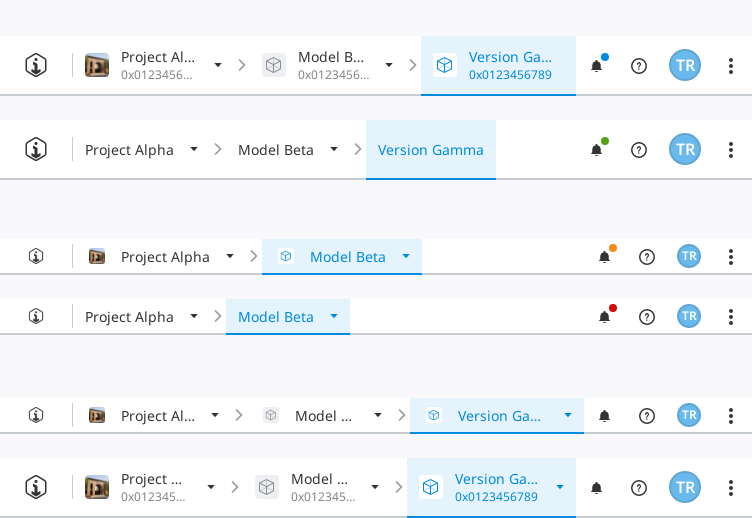 Project Al... Model B... Version Ga...
0x0123456... 0x0123456... 0x0123456789 TR
Project Alpha Model Beta Version Gamma TR
Project Alpha Model Beta TR
Project Alpha Model Beta TR
Project Al... Model ... Version Ga... TR
Project ... Model ... Version Ga...
0x012345... 0x012345... 0x0123456789 TR